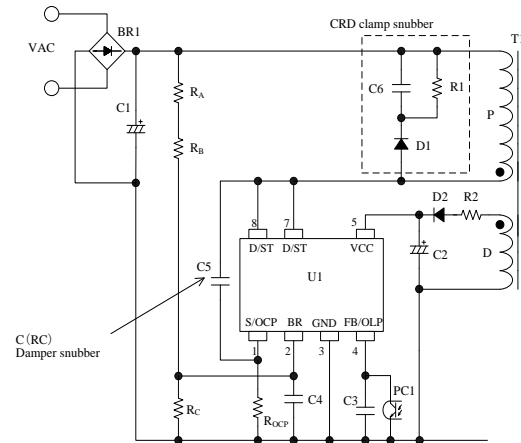 CRD clamp snubber
BR1
T1
VAC
C6
R1
C1
RA
P
RB
D1
D2
R2
8
7
5
D/ST
D/ST
VCC
C5
U1
C2
D
S/OCP
BR
GND
FB/OLP
C(RC)
Damper snubber
1
2
3
4
PC1
RC
C4
C3
ROCP